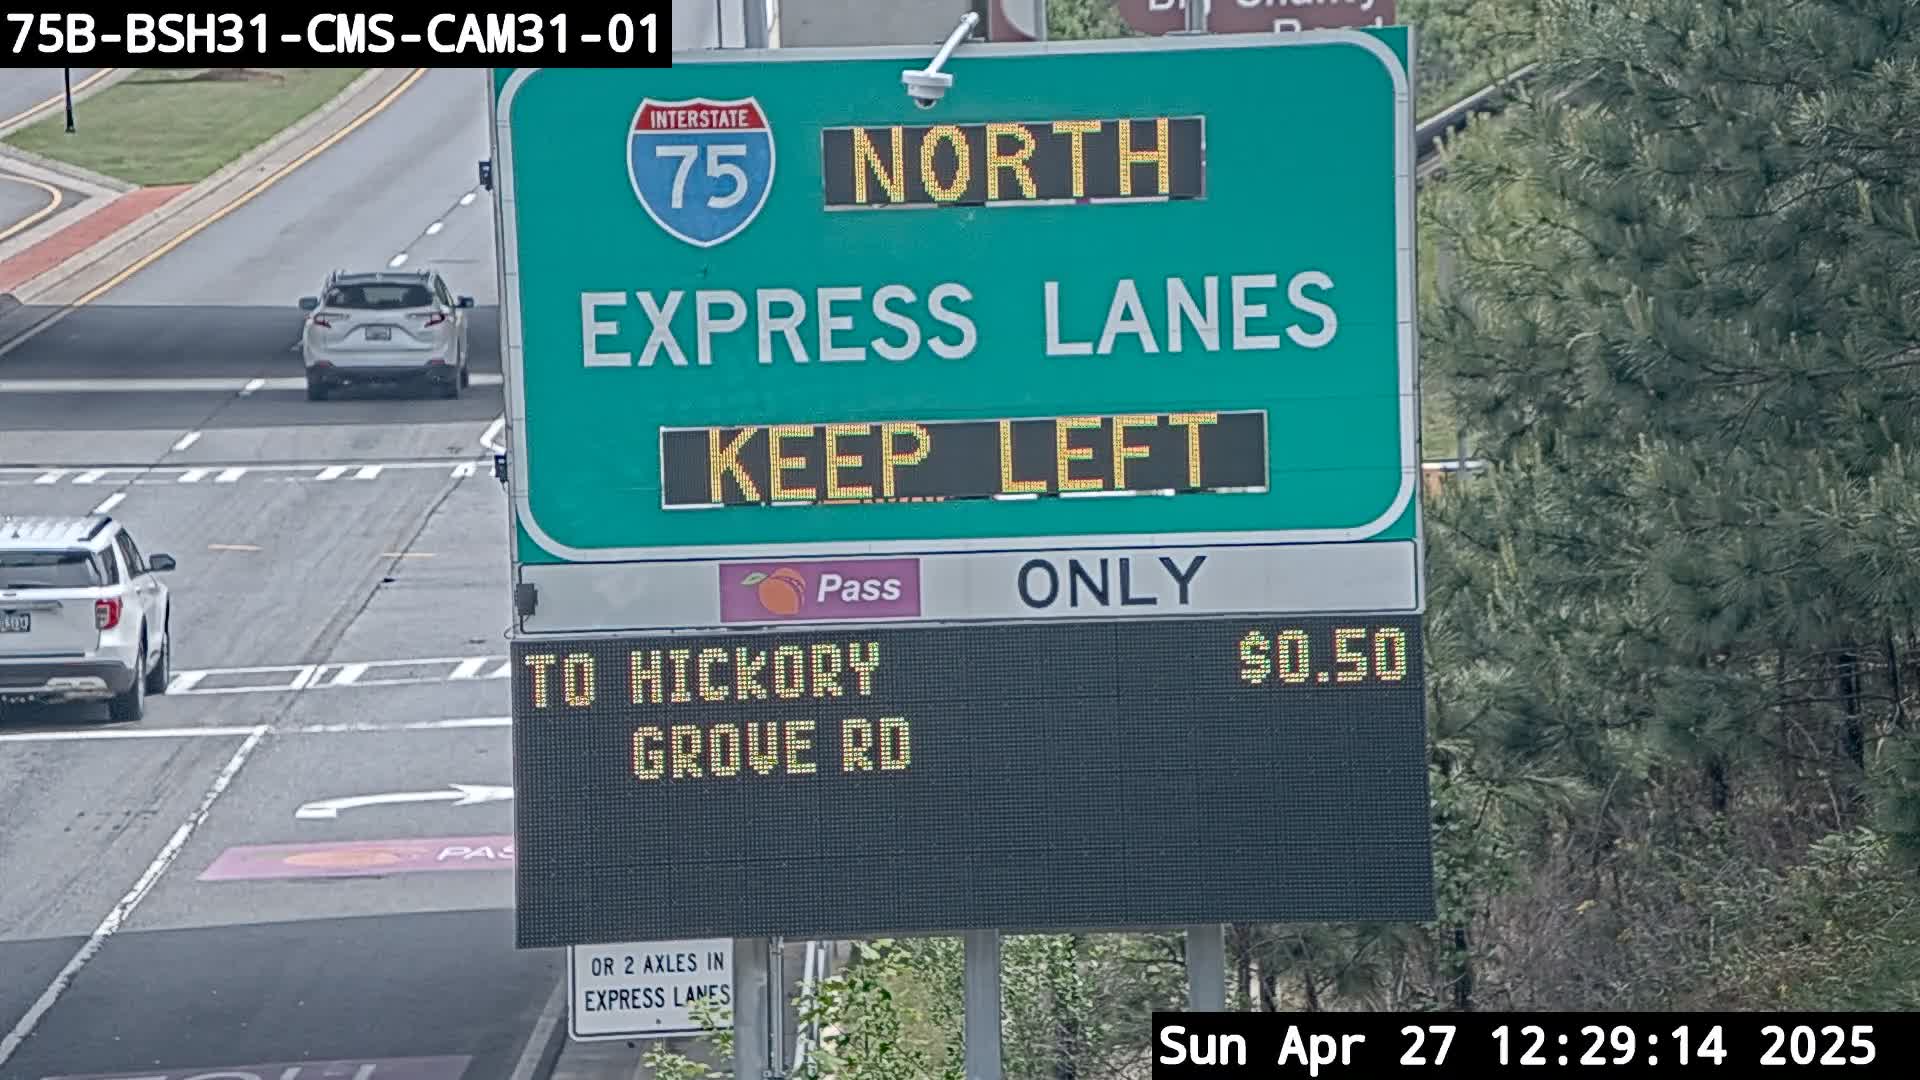 75B-BSH31-CMS-CAM31-01
INTERSTATE
75
NORTH
EXPRESS LANES
KEEP LEFT
Pass ONLY
TO HICKORY $0.50
GROVE RD
OR 2 AXLES IN
EXPRESS LANES
Sun Apr 27 12:29:14 2025